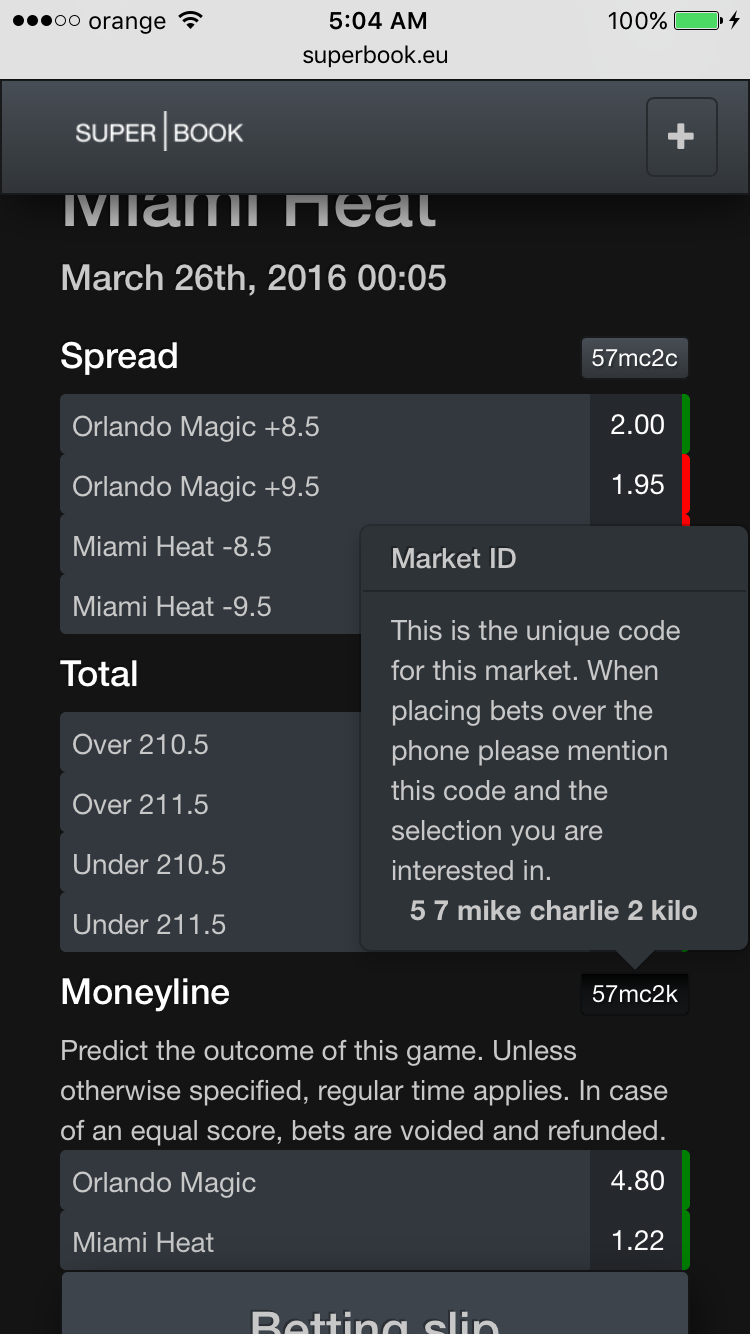 orange 5:04 AM 100%
superbook.eu
SUPER BOOK
Miami Heat
March 26th, 2016 00:05
Spread 57mc2c
Orlando Magic +8.5 2.00
Orlando Magic +9.5 1.95
Miami Heat -8.5
Miami Heat -9.5
Total
Over 210.5
Over 211.5
Under 210.5
Under 211.5
Market ID
This is the unique code
for this market. When
placing bets over the
phone please mention
this code and the
selection you are
interested in.
5 7 mike charlie 2 kilo
Moneyline 57mc2k
Predict the outcome of this game. Unless
otherwise specified, regular time applies. In case
of an equal score, bets are voided and refunded.
Orlando Magic 4.80
Miami Heat 1.22
Betting slip